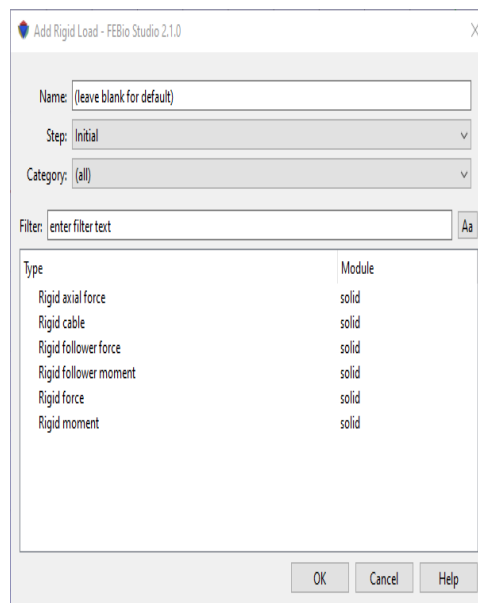 Add Rigid Load - FEBio Studio 2.1.0
Name: (leave blank for default)
Step: Initial
Category: (all)
Filter: enter filter text Aa
Type Module
Rigid axial force solid
Rigid cable solid
Rigid follower force solid
Rigid follower moment solid
Rigid force solid
Rigid moment solid
OK Cancel Help